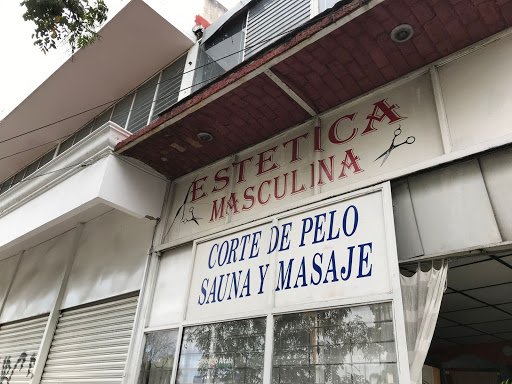 ESTETICA
MASCULINA
CORTE DE PELO
SAUNA Y MASAJE